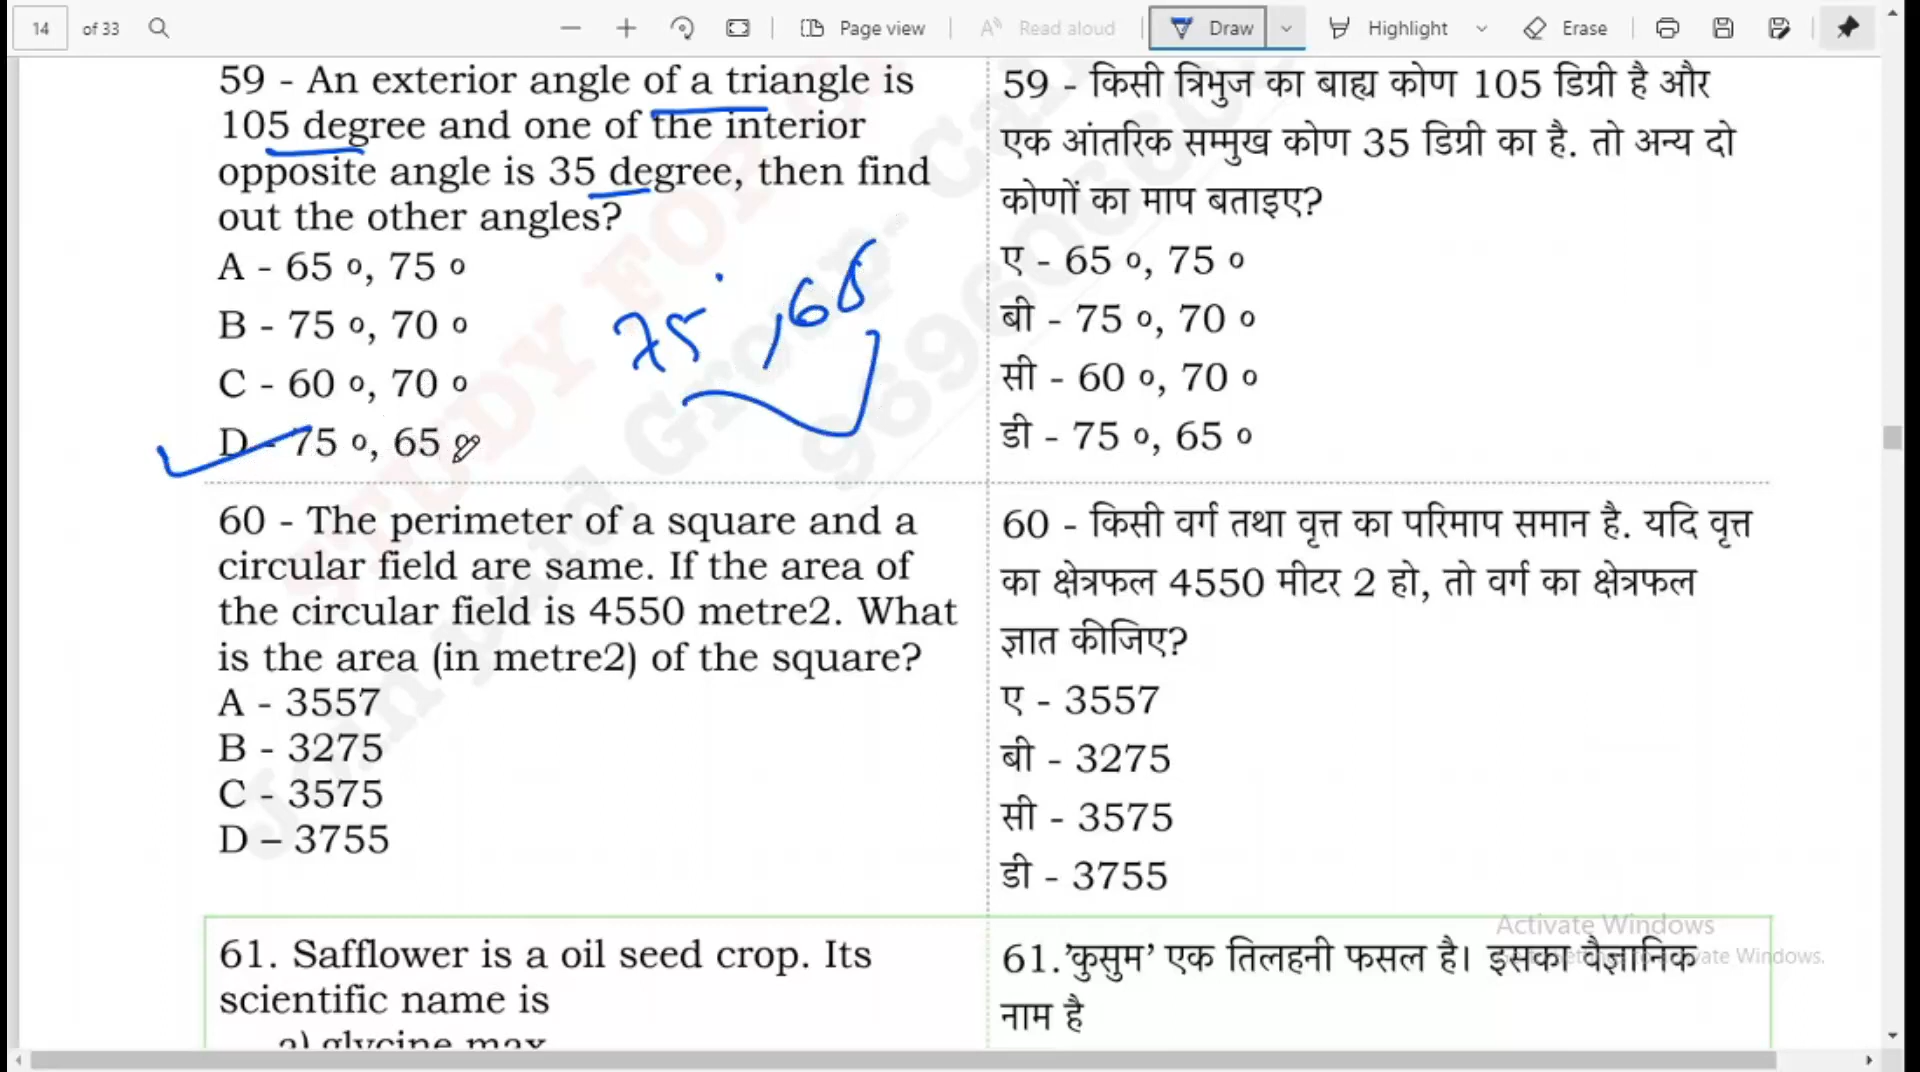 14 of 33 Page view Read aloud Draw Highlight Erase
59 - An exterior angle of a triangle is
105 degree and one of the interior
opposite angle is 35 degree, then find
out the other angles?
A - 65 o, 75 o
B - 75 o, 70 o
C - 60 o, 70 o
D - 75 o, 65
75°, 65
59 - किसी त्रिभुज का बाह्य कोण 105 डिग्री है और
एक आंतरिक सम्मुख कोण 35 डिग्री का है. तो अन्य दो
कोणों का माप बताइए?
ए - 65 o, 75 o
बी - 75 o, 70 o
सी - 60 o, 70 o
डी - 75 o, 65 o
60 - The perimeter of a square and a
circular field are same. If the area of
the circular field is 4550 metre2. What
is the area (in metre2) of the square?
A - 3557
B - 3275
C - 3575
D – 3755
60 - किसी वर्ग तथा वृत्त का परिमाप समान है. यदि वृत्त
का क्षेत्रफल 4550 मीटर 2 हो, तो वर्ग का क्षेत्रफल
ज्ञात कीजिए?
ए - 3557
बी - 3275
सी - 3575
डी - 3755
61. Safflower is a oil seed crop. Its
scientific name is
a) glycine max
61.'कुसुम' एक तिलहनी फसल है। इसका वैज्ञानिक
नाम है
Activate Windows